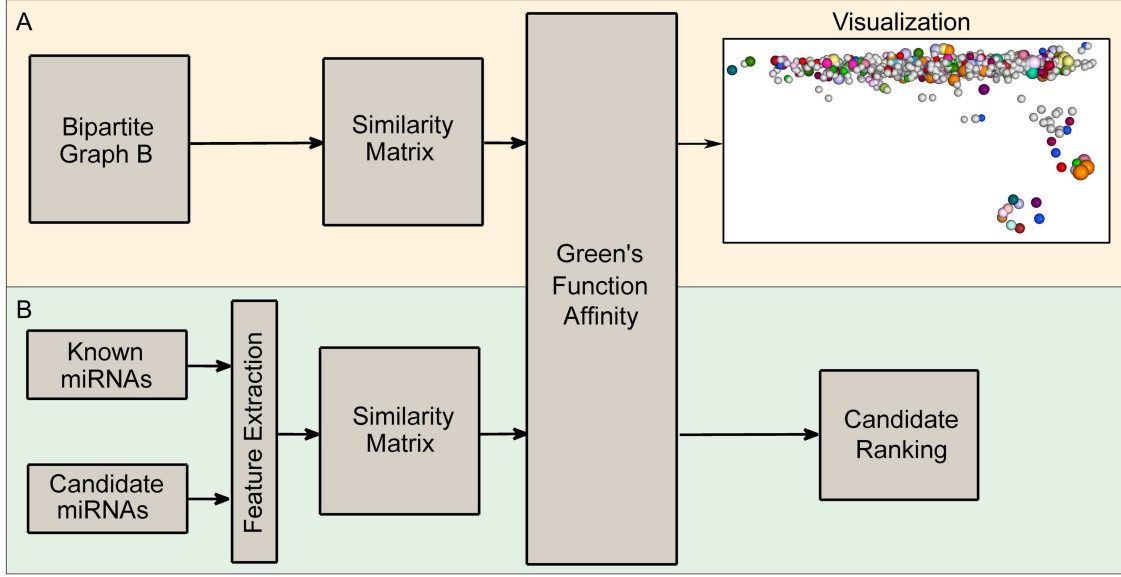 A
Visualization
Bipartite
Graph B
Similarity
Matrix
Green's
Function
Affinity
B
Known
miRNAs
Candidate
miRNAs
Feature Extraction
Similarity
Matrix
Candidate
Ranking